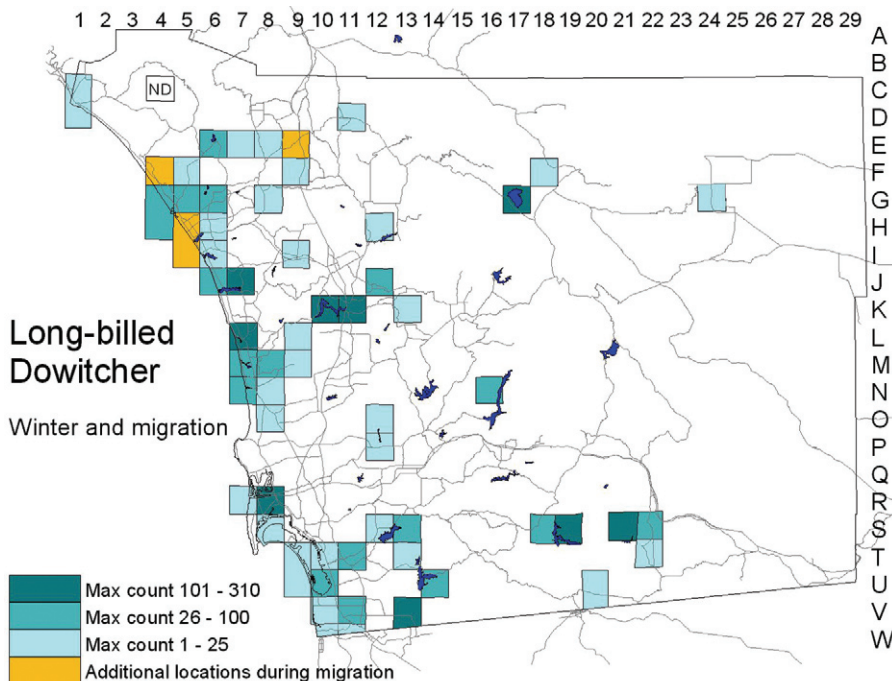 1 2 3 4 5 6 7 8 9 10 11 12 13 14 15 16 17 18 19 20 21 22 23 24 25 26 27 28 29
A
B
C
D
E
F
G
H
I
J
K
L
M
N
O
P
Q
R
S
T
U
V
W
ND
Long-billed
Dowitcher
Winter and migration
Max count 101 - 310
Max count 26 - 100
Max count 1 - 25
Additional locations during migration